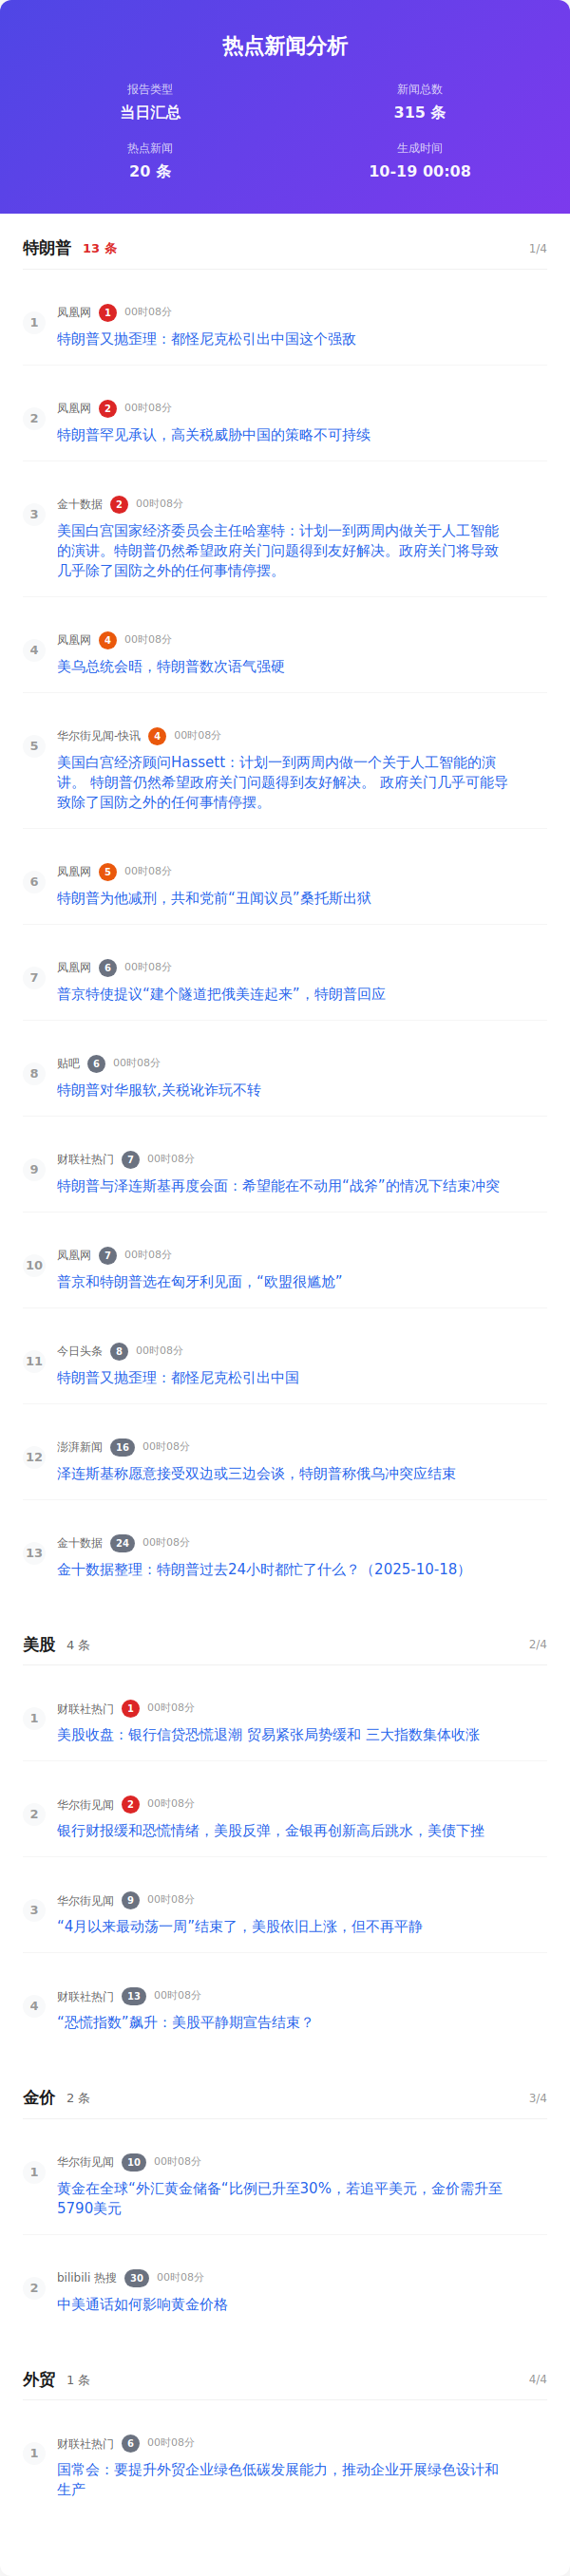 热点新闻分析
报告类型
新闻总数
当日汇总
315 条
热点新闻
生成时间
20 条
10-19 00:08
特朗普 13 条 1/4
1
凤凰网 1 00时08分
特朗普又抛歪理：都怪尼克松引出中国这个强敌
2
凤凰网 2 00时08分
特朗普罕见承认，高关税威胁中国的策略不可持续
3
金十数据 2 00时08分
美国白宫国家经济委员会主任哈塞特：计划一到两周内做关于人工智能
的演讲。特朗普仍然希望政府关门问题得到友好解决。政府关门将导致
几乎除了国防之外的任何事情停摆。
4
凤凰网 4 00时08分
美乌总统会晤，特朗普数次语气强硬
5
华尔街见闻-快讯 4 00时08分
美国白宫经济顾问Hassett：计划一到两周内做一个关于人工智能的演
讲。 特朗普仍然希望政府关门问题得到友好解决。 政府关门几乎可能导
致除了国防之外的任何事情停摆。
6
凤凰网 5 00时08分
特朗普为他减刑，共和党前“丑闻议员”桑托斯出狱
7
凤凰网 6 00时08分
普京特使提议“建个隧道把俄美连起来”，特朗普回应
8
贴吧 6 00时08分
特朗普对华服软,关税讹诈玩不转
9
财联社热门 7 00时08分
特朗普与泽连斯基再度会面：希望能在不动用“战斧”的情况下结束冲突
10
凤凰网 7 00时08分
普京和特朗普选在匈牙利见面，“欧盟很尴尬”
11
今日头条 8 00时08分
特朗普又抛歪理：都怪尼克松引出中国
12
澎湃新闻 16 00时08分
泽连斯基称愿意接受双边或三边会谈，特朗普称俄乌冲突应结束
13
金十数据 24 00时08分
金十数据整理：特朗普过去24小时都忙了什么？（2025-10-18）
美股 4 条 2/4
1
财联社热门 1 00时08分
美股收盘：银行信贷恐慌退潮 贸易紧张局势缓和 三大指数集体收涨
2
华尔街见闻 2 00时08分
银行财报缓和恐慌情绪，美股反弹，金银再创新高后跳水，美债下挫
3
华尔街见闻 9 00时08分
“4月以来最动荡一周”结束了，美股依旧上涨，但不再平静
4
财联社热门 13 00时08分
“恐慌指数”飙升：美股平静期宣告结束？
金价 2 条 3/4
1
华尔街见闻 10 00时08分
黄金在全球“外汇黄金储备“比例已升至30%，若追平美元，金价需升至
5790美元
2
bilibili 热搜 30 00时08分
中美通话如何影响黄金价格
外贸 1 条 4/4
1
财联社热门 6 00时08分
国常会：要提升外贸企业绿色低碳发展能力，推动企业开展绿色设计和
生产